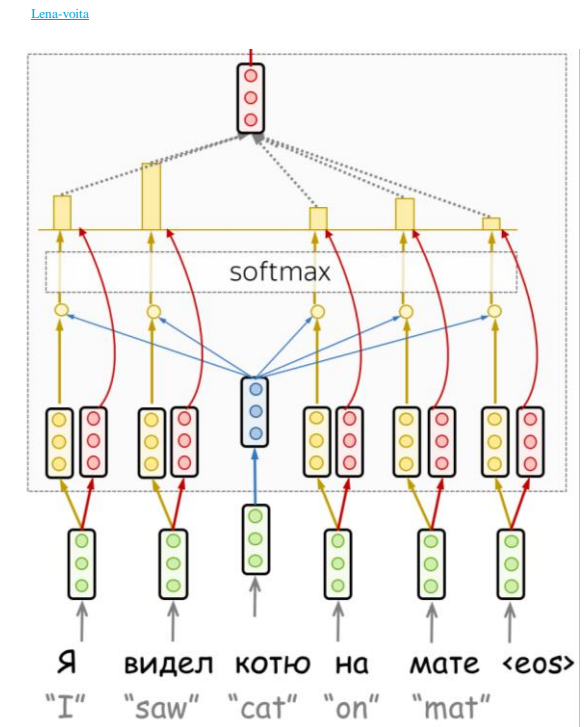 Lena-voita
softmax
Я видел котю на мате <eos>
"I" "saw" "cat" "on" "mat"